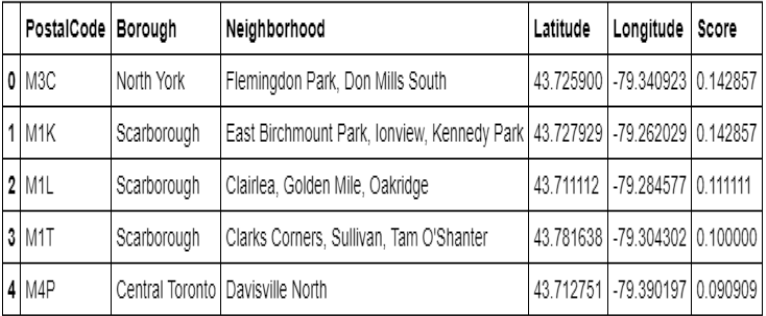 PostalCode Borough Neighborhood Latitude Longitude Score
0 M3C North York Flemingdon Park, Don Mills South 43.725900 -79.340923 0.142857
1 M1K Scarborough East Birchmount Park, Ionview, Kennedy Park 43.727929 -79.262029 0.142857
2 M1L Scarborough Clairlea, Golden Mile, Oakridge 43.711112 -79.284577 0.111111
3 M1T Scarborough Clarks Corners, Sullivan, Tam O'Shanter 43.781638 -79.304302 0.100000
4 M4P Central Toronto Davisville North 43.712751 -79.390197 0.090909